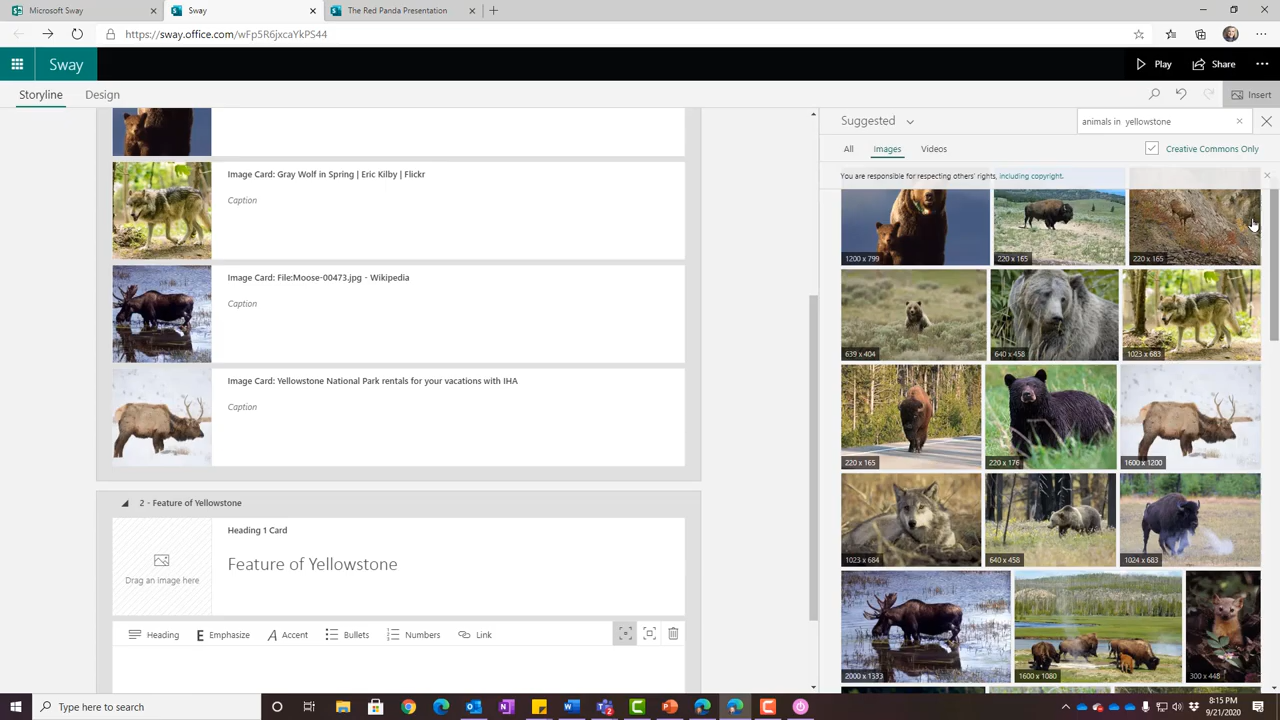 Microsoft Sway
Sway
The Red Panda Presentation
https://sway.office.com/wFp5R6jxcaYkPS44
Sway
Play
Share
Storyline
Design
Insert
Suggested
animals in yellowstone
All
Images
Videos
Creative Commons Only
You are responsible for respecting others' rights, including copyright.
Image Card: Gray Wolf in Spring | Eric Kilby | Flickr
Caption
Image Card: File:Moose-00473.jpg - Wikipedia
Caption
Image Card: Yellowstone National Park rentals for your vacations with IHA
Caption
2 - Feature of Yellowstone
Heading 1 Card
Drag an image here
Feature of Yellowstone
Heading
Emphasize
Accent
Bullets
Numbers
Link
1200 x 799
220 x 165
220 x 165
639 x 404
640 x 458
1023 x 683
220 x 165
220 x 176
1600 x 1200
1023 x 684
640 x 458
1024 x 683
2000 x 1333
1600 x 1080
300 x 448
Type here to search
8:15 PM
9/21/2020